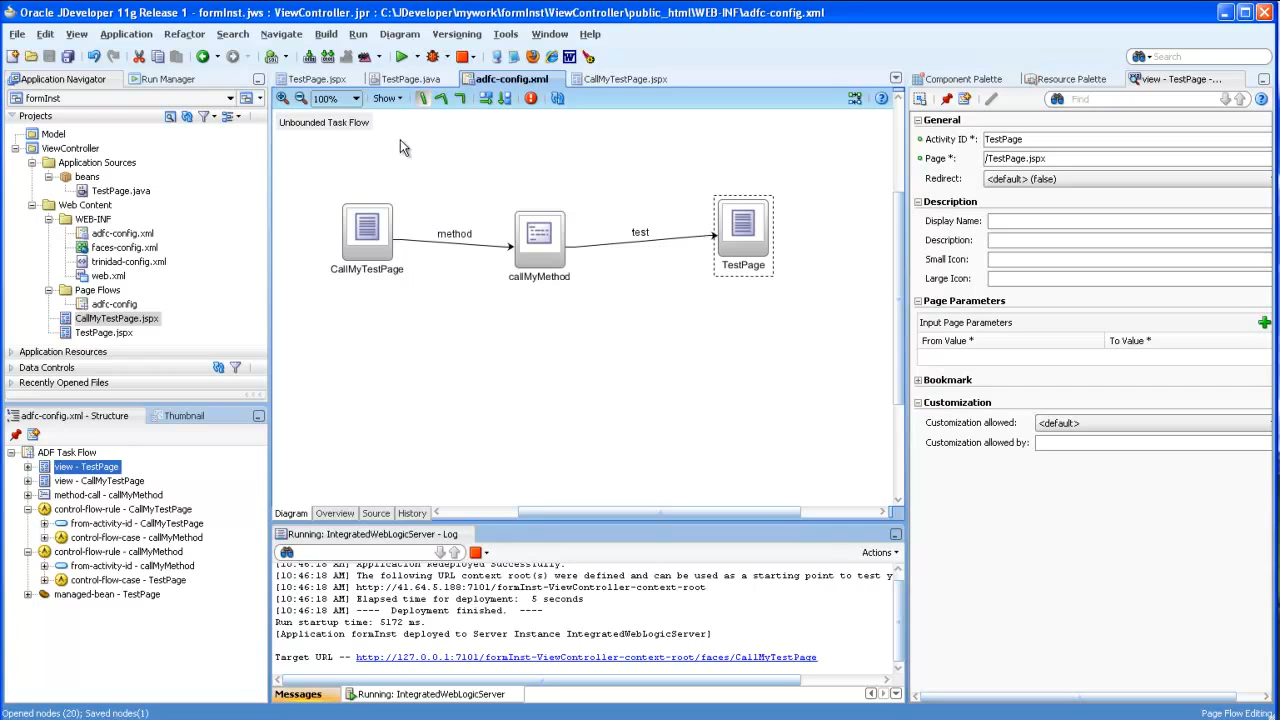 Oracle JDeveloper 11g Release 1 - formInst.jws : ViewController.jpr : C:\JDeveloper\mywork\formInst\ViewController\public_html\WEB-INF\adfc-config.xml
File Edit View Application Refactor Search Navigate Build Run Diagram Versioning Tools Window Help
Search
Application Navigator Run Manager
TestPage.jspx TestPage.java adfc-config.xml CallMyTestPage.jspx
Component Palette Resource Palette view - TestPage -...
formInst
100% Show
Find
Projects
Model
ViewController
Application Sources
beans
TestPage.java
Web Content
WEB-INF
adfc-config.xml
faces-config.xml
trinidad-config.xml
web.xml
Page Flows
adfc-config
CallMyTestPage.jspx
TestPage.jspx
Application Resources
Data Controls
Recently Opened Files
adfc-config.xml - Structure Thumbnail
ADF Task Flow
view - TestPage
view - CallMyTestPage
method-call - callMyMethod
control-flow-rule - CallMyTestPage
from-activity-id - CallMyTestPage
control-flow-case - callMyMethod
control-flow-rule - callMyMethod
from-activity-id - callMyMethod
control-flow-case - TestPage
managed-bean - TestPage
Unbounded Task Flow
method
test
CallMyTestPage
callMyMethod
TestPage
Diagram Overview Source History
General
Activity ID *: TestPage
Page *: /TestPage.jspx
Redirect: <default> (false)
Description
Display Name:
Description:
Small Icon:
Large Icon:
Page Parameters
Input Page Parameters
From Value * To Value *
Bookmark
Customization
Customization allowed: <default>
Customization allowed by:
Running: IntegratedWebLogicServer - Log
Actions
[10:46:18 AM] Application Redeployed Successfully.
[10:46:18 AM] The following URL context root(s) were defined and can be used as a starting point to test y
[10:46:18 AM] http://41.64.5.188:7101/formInst-ViewController-context-root
[10:46:18 AM] Elapsed time for deployment: 5 seconds
[10:46:18 AM] ---- Deployment finished. ----
Run startup time: 5172 ms.
[Application formInst deployed to Server Instance IntegratedWebLogicServer]
Target URL -- http://127.0.0.1:7101/formInst-ViewController-context-root/faces/CallMyTestPage
Messages Running: IntegratedWebLogicServer
Opened nodes (20); Saved nodes(1)
Page Flow Editing